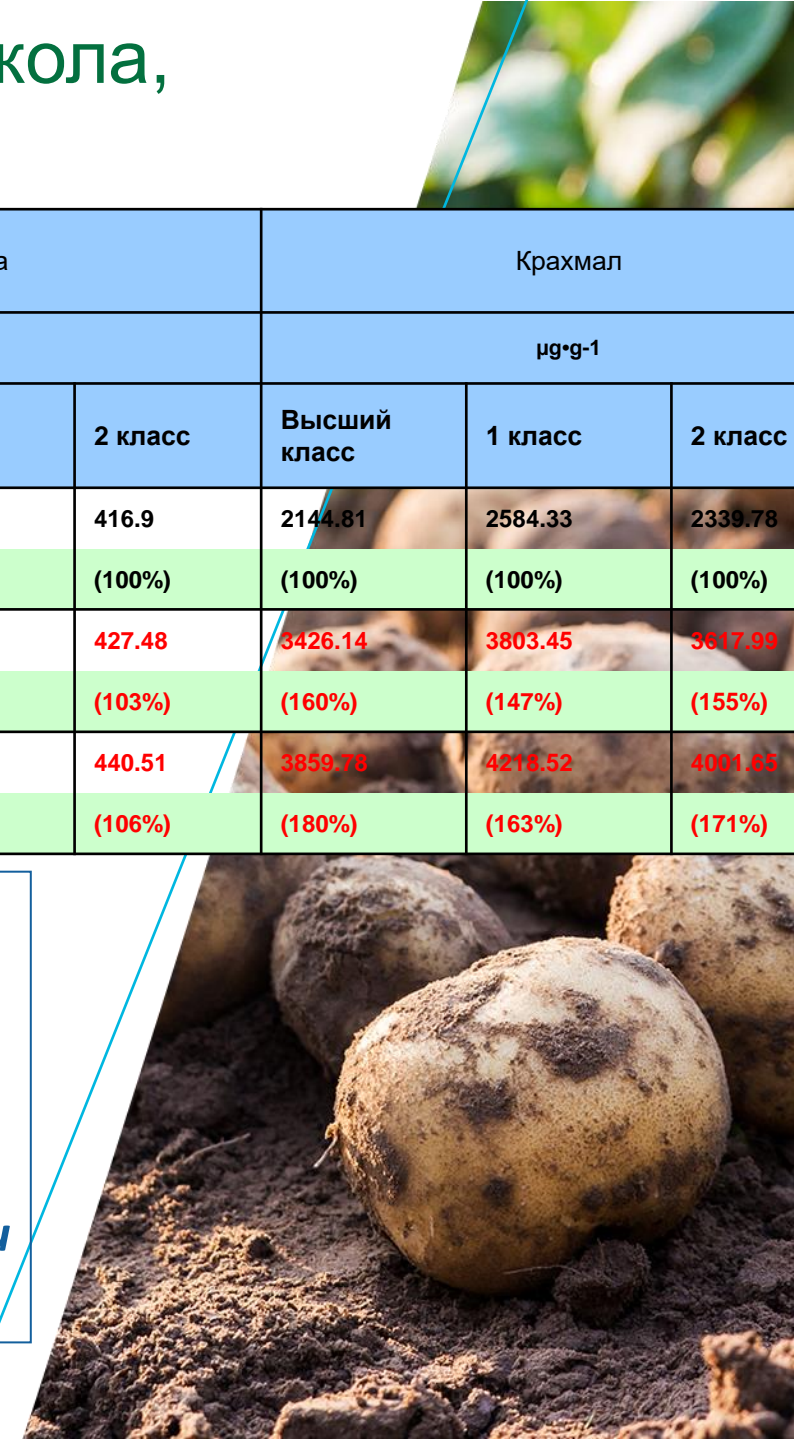 кола,
а Крахмал
µg•g-1
2 класс Высший класс 1 класс 2 класс
416.9 2144.81 2584.33 2339.78
(100%) (100%) (100%) (100%)
427.48 3426.14 3803.45 3617.99
(103%) (160%) (147%) (155%)
440.51 3859.78 4218.52 4001.65
(106%) (180%) (163%) (171%)
и